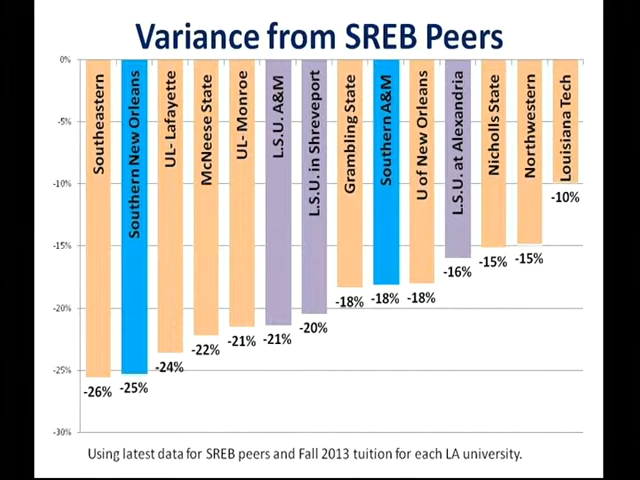 Variance from SREB Peers
0%
-5%
-10%
-15%
-20%
-25%
-30%
Southeastern
Southern New Orleans
UL- Lafayette
McNeese State
UL- Monroe
L.S.U. A&M
L.S.U. in Shreveport
Grambling State
Southern A&M
U of New Orleans
L.S.U. at Alexandria
Nicholls State
Northwestern
Louisiana Tech
-26%
-25%
-24%
-22%
-21%
-21%
-20%
-18%
-18%
-18%
-16%
-15%
-15%
-10%
Using latest data for SREB peers and Fall 2013 tuition for each LA university.